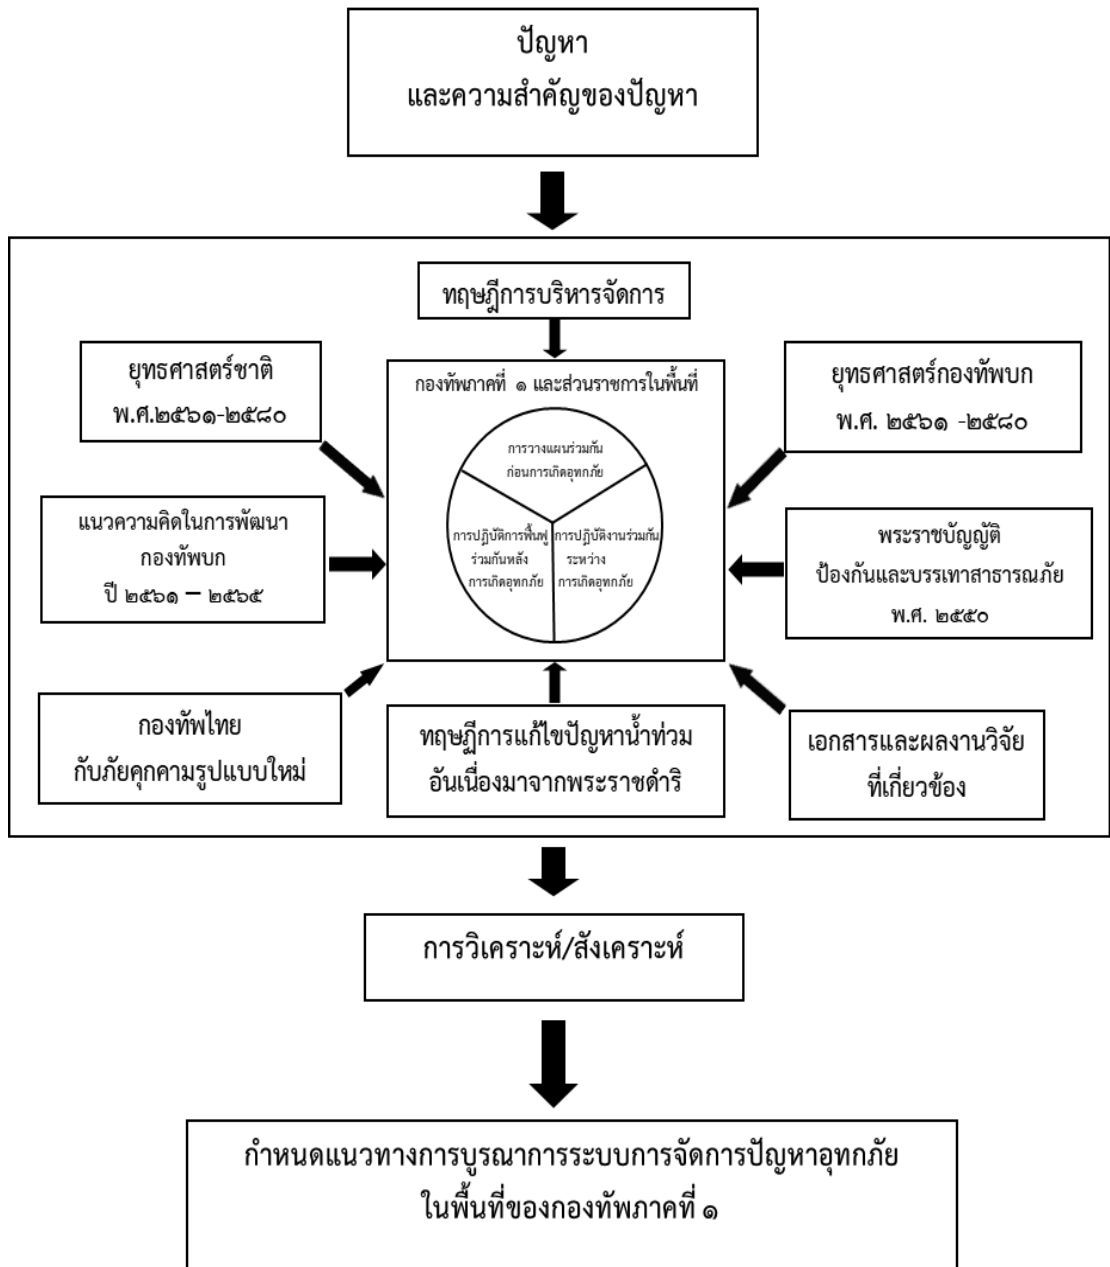 ปัญหา
และความสำคัญของปัญหา
ทฤษฎีการบริหารจัดการ
ยุทธศาสตร์ชาติ
พ.ศ.๒๕๖๑-๒๕๘๐
กองทัพภาคที่ ๑ และส่วนราชการในพื้นที่
ยุทธศาสตร์กองทัพบก
พ.ศ. ๒๕๖๑ -๒๕๘๐
การวางแผนร่วมกัน
ก่อนการเกิดอุทกภัย
แนวความคิดในการพัฒนา
กองทัพบก
ปี ๒๕๖๑ – ๒๕๖๕
การปฏิบัติการฟื้นฟู
ร่วมกันหลัง
การเกิดอุทกภัย
การปฏิบัติงานร่วมกัน
ระหว่าง
การเกิดอุทกภัย
พระราชบัญญัติ
ป้องกันและบรรเทาสาธารณภัย
พ.ศ. ๒๕๕๐
กองทัพไทย
กับภัยคุกคามรูปแบบใหม่
ทฤษฎีการแก้ไขปัญหาน้ำท่วม
อันเนื่องมาจากพระราชดำริ
เอกสารและผลงานวิจัย
ที่เกี่ยวข้อง
การวิเคราะห์/สังเคราะห์
กำหนดแนวทางการบูรณาการระบบการจัดการปัญหาอุทกภัย
ในพื้นที่ของกองทัพภาคที่ ๑